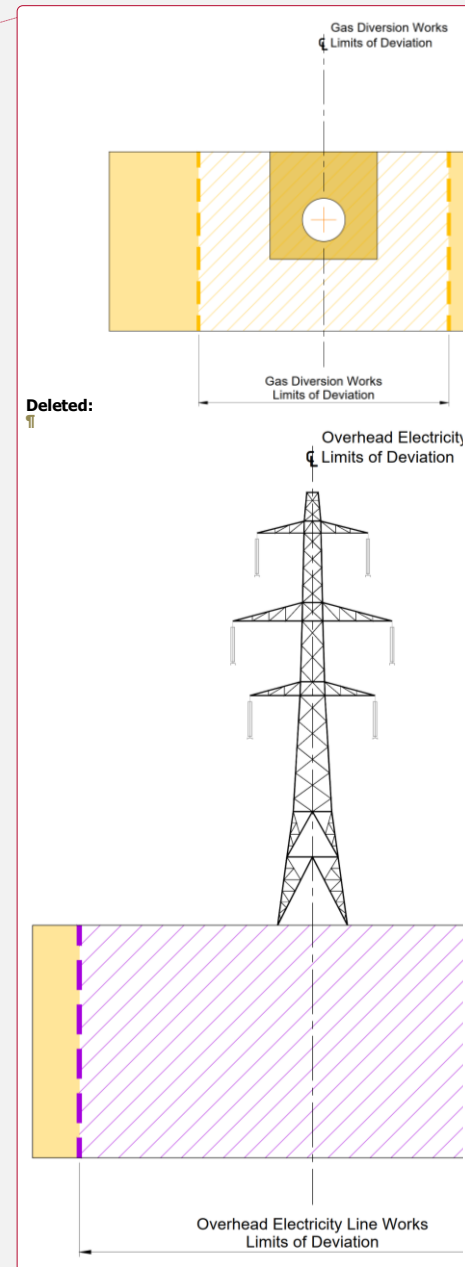 Gas Diversion Works
℄ Limits of Deviation
Gas Diversion Works
Limits of Deviation
Deleted:
¶
Overhead Electricity
℄ Limits of Deviation
Overhead Electricity Line Works
Limits of Deviation